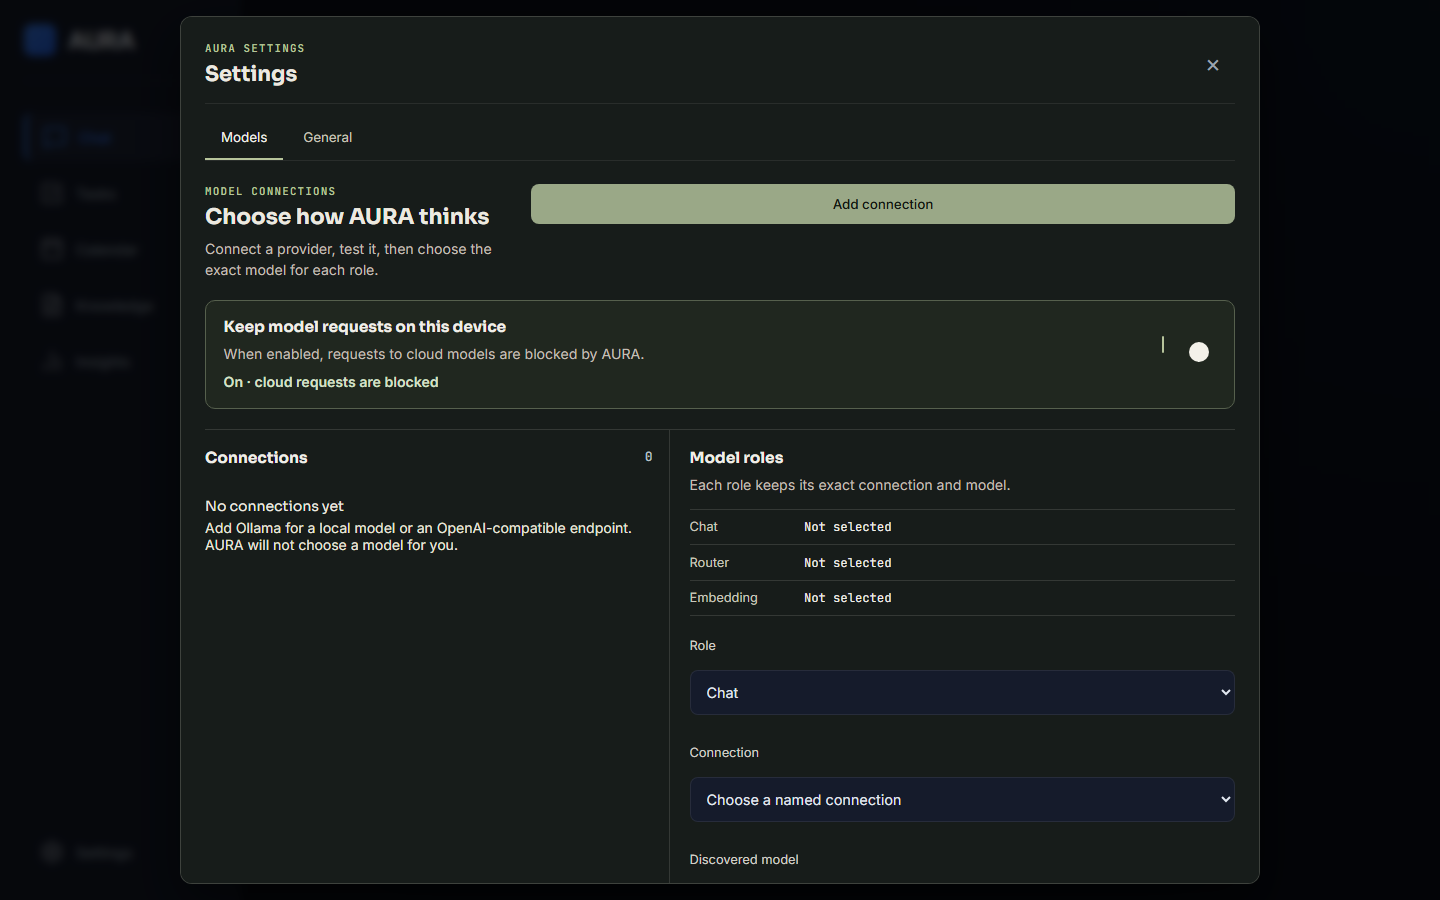 AURA
AURA SETTINGS
Settings
Models
General
MODEL CONNECTIONS
Choose how AURA thinks
Connect a provider, test it, then choose the
exact model for each role.
Add connection
Keep model requests on this device
When enabled, requests to cloud models are blocked by AURA.
On · cloud requests are blocked
Connections
0
No connections yet
Add Ollama for a local model or an OpenAI-compatible endpoint.
AURA will not choose a model for you.
Model roles
Each role keeps its exact connection and model.
Chat
Not selected
Router
Not selected
Embedding
Not selected
Role
Chat
Connection
Choose a named connection
Discovered model
Settings